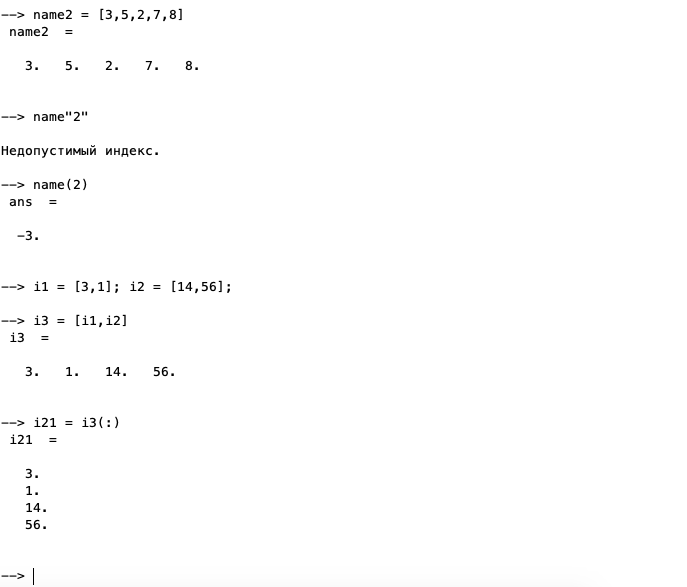 --> name2 = [3,5,2,7,8]
 name2  =

   3.   5.   2.   7.   8.

--> name"2"

Недопустимый индекс.

--> name(2)
 ans  =

  -3.

--> i1 = [3,1]; i2 = [14,56];

--> i3 = [i1,i2]
 i3  =

   3.   1.   14.   56.

--> i21 = i3(:)
 i21  =

   3.
   1.
   14.
   56.

-->